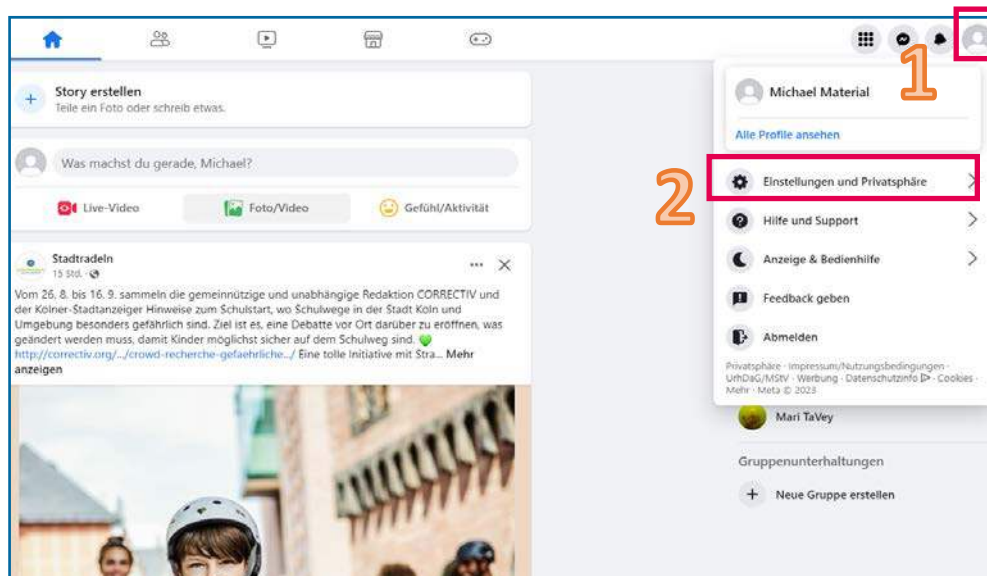 1
Story erstellen
Teile ein Foto oder schreib etwas.
Was machst du gerade, Michael?
Live-Video
Foto/Video
Gefühl/Aktivität
Stadtradeln
15 Std.
Vom 26. 8. bis 16. 9. sammeln die gemeinnützige und unabhängige Redaktion CORRECTIV und
der Kölner-Stadtanzeiger Hinweise zum Schulstart, wo Schulwege in der Stadt Köln und
Umgebung besonders gefährlich sind. Ziel ist es, eine Debatte vor Ort darüber zu eröffnen, was
geändert werden muss, damit Kinder möglichst sicher auf dem Schulweg sind.
http://correctiv.org/.../crowd-recherche-gefaehrliche.../ Eine tolle Initiative mit Stra... Mehr
anzeigen
Michael Material
Alle Profile ansehen
2
Einstellungen und Privatsphäre
Hilfe und Support
Anzeige & Bedienhilfe
Feedback geben
Abmelden
Privatsphäre · Impressum/Nutzungsbedingungen ·
UrhDaG/MStV · Werbung · Datenschutzinfo · Cookies ·
Mehr · Meta © 2023
Mari TaVey
Gruppenunterhaltungen
Neue Gruppe erstellen